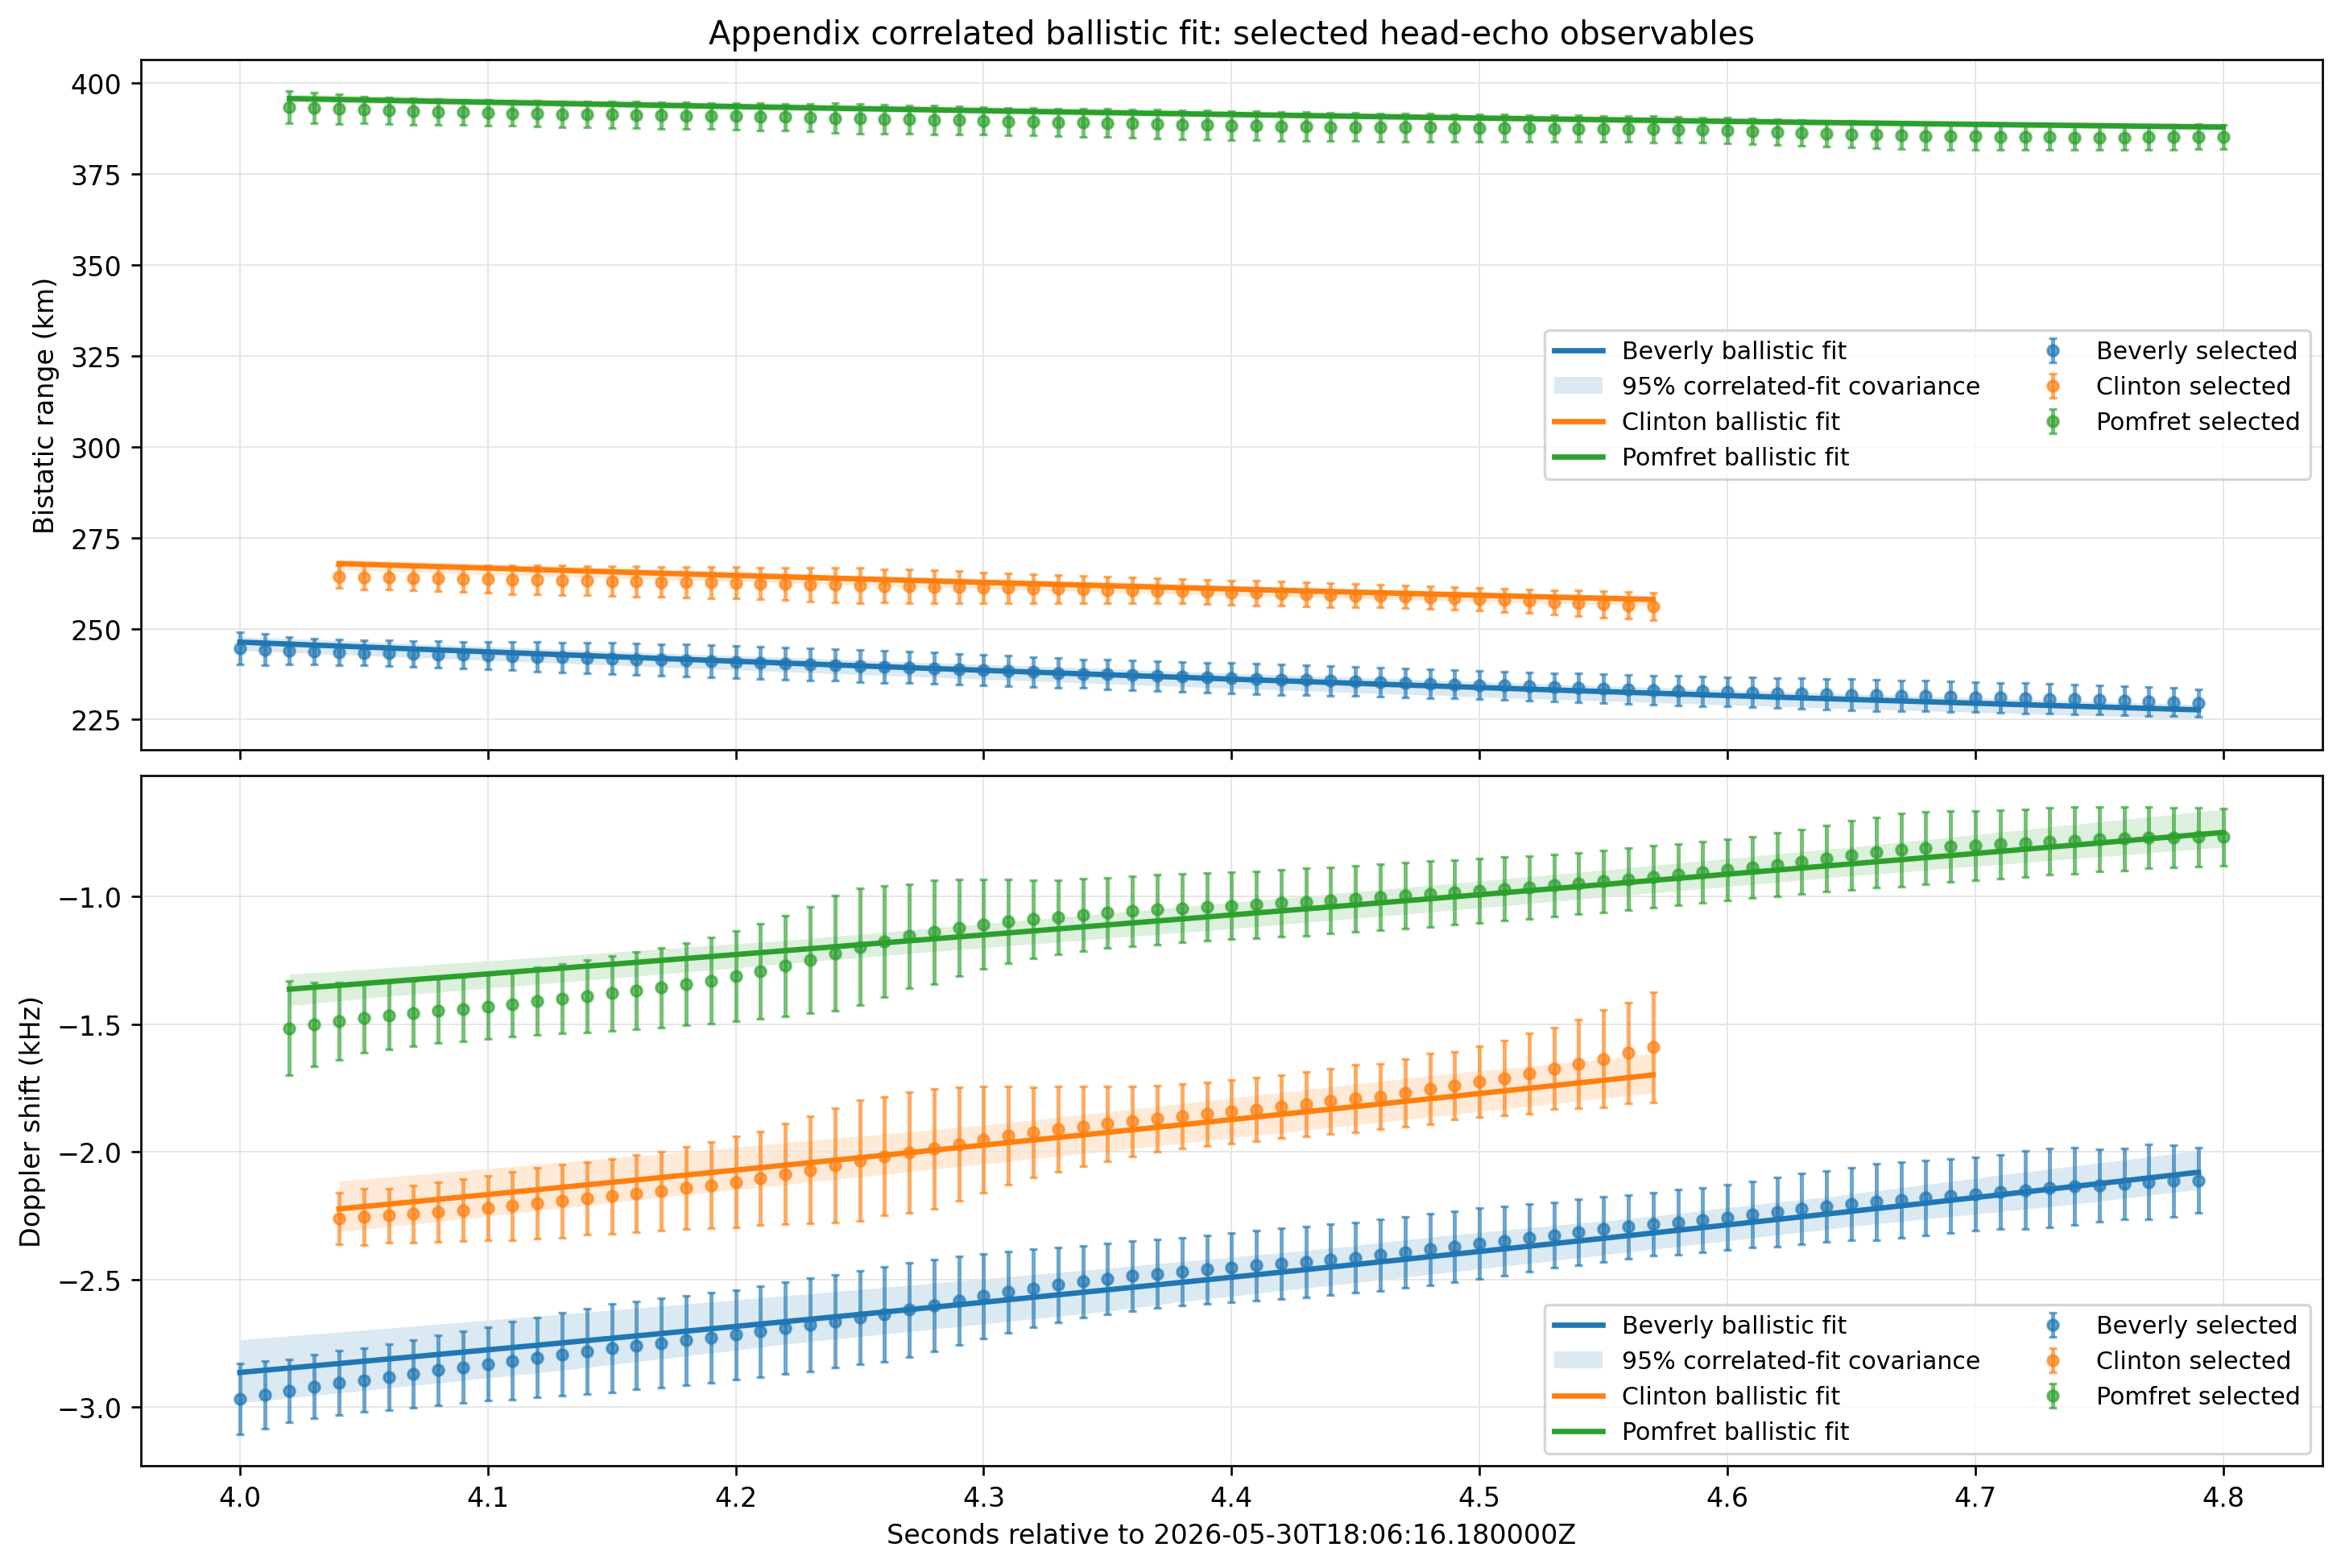 Appendix correlated ballistic fit: selected head-echo observables
Bistatic range (km)
400
375
350
325
300
275
250
225
Beverly ballistic fit
95% correlated-fit covariance
Clinton ballistic fit
Pomfret ballistic fit
Beverly selected
Clinton selected
Pomfret selected
Doppler shift (kHz)
−1.0
−1.5
−2.0
−2.5
−3.0
Beverly ballistic fit
95% correlated-fit covariance
Clinton ballistic fit
Pomfret ballistic fit
Beverly selected
Clinton selected
Pomfret selected
4.0 4.1 4.2 4.3 4.4 4.5 4.6 4.7 4.8
Seconds relative to 2026-05-30T18:06:16.180000Z